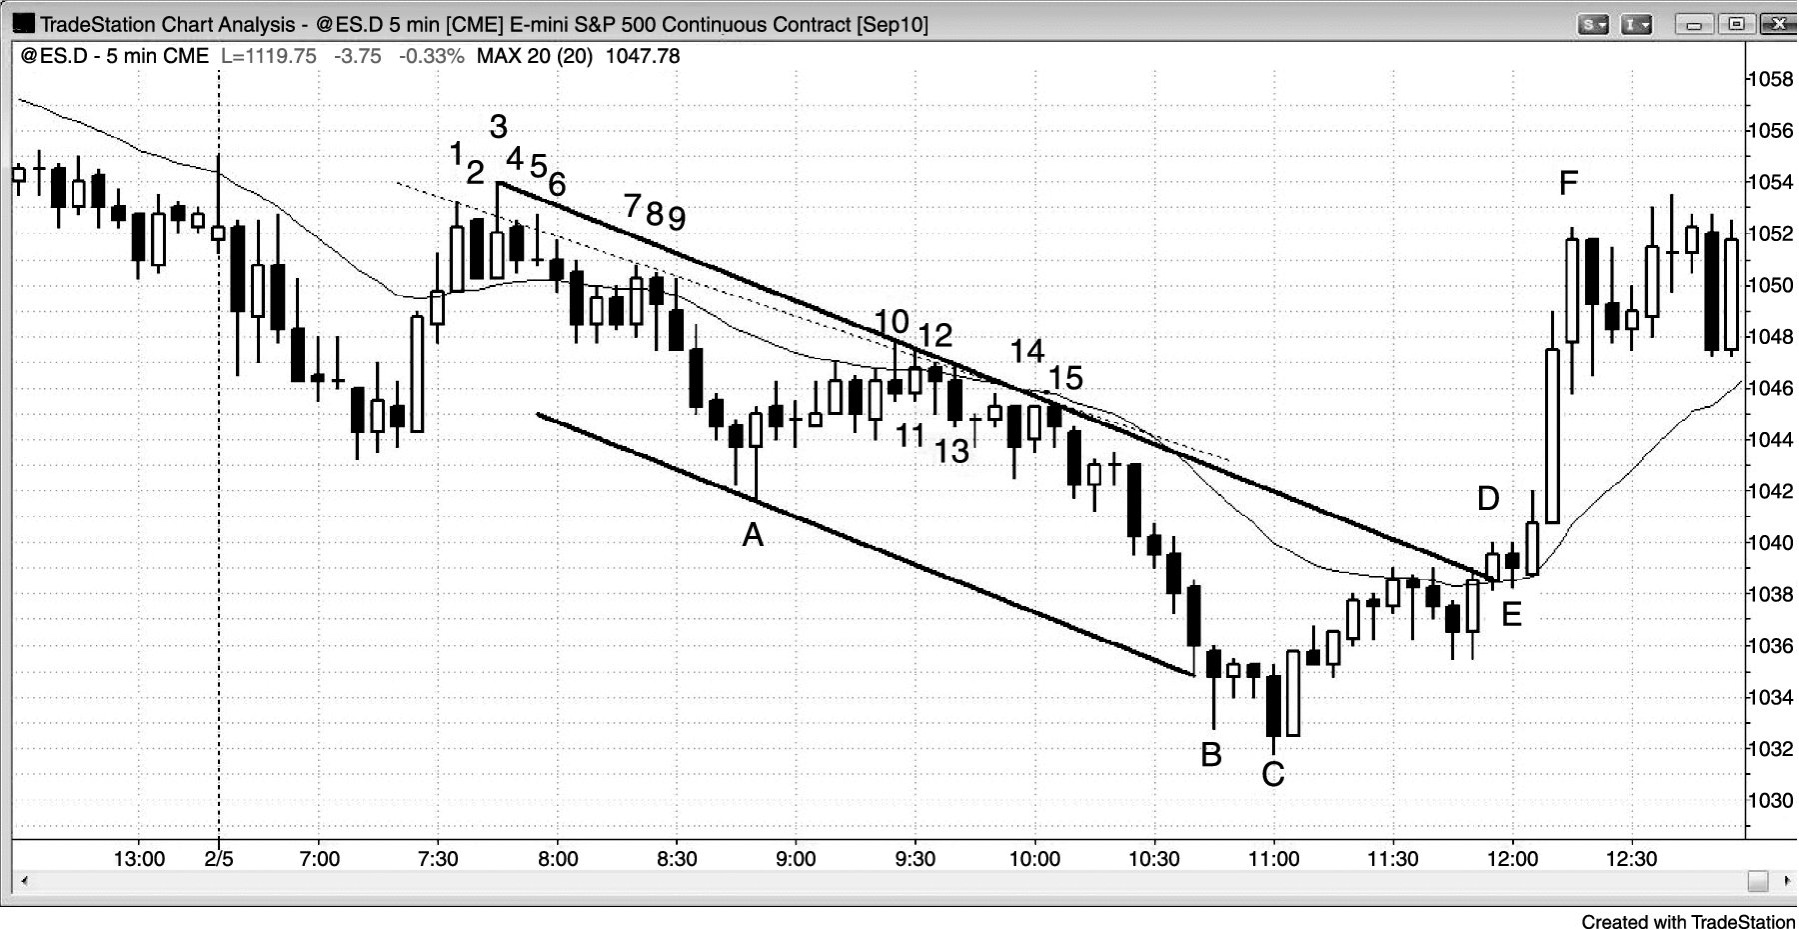 TradeStation Chart Analysis - @ES.D 5 min [CME] E-mini S&P 500 Continuous Contract [Sep10]
S I
@ES.D - 5 min CME L=1119.75 -3.75 -0.33% MAX 20 (20) 1047.78
1058
1056
1054
1052
1050
1048
1046
1044
1042
1040
1038
1036
1034
1032
1030
3
1 2 4 5 6
7 8 9
10 12
11 13
14
15
A
B
C
D
E
F
13:00 2/5 7:00 7:30 8:00 8:30 9:00 9:30 10:00 10:30 11:00 11:30 12:00 12:30
Created with TradeStation